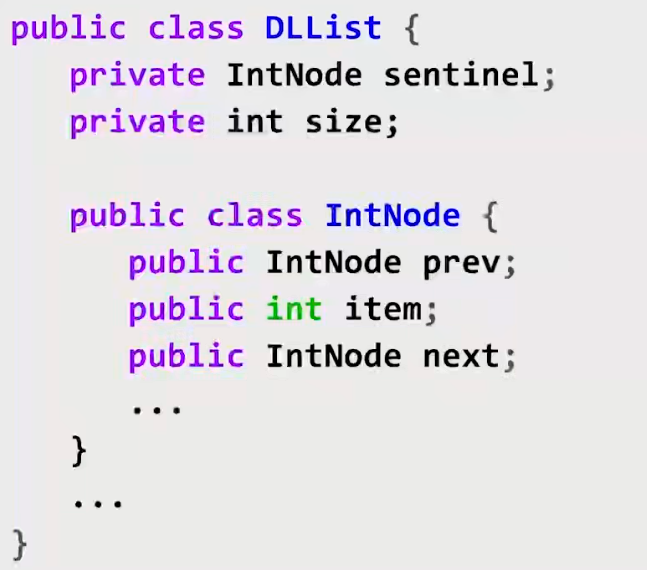 public class DLList {
    private IntNode sentinel;
    private int size;

    public class IntNode {
        public IntNode prev;
        public int item;
        public IntNode next;
        ...
    }
    ...
}